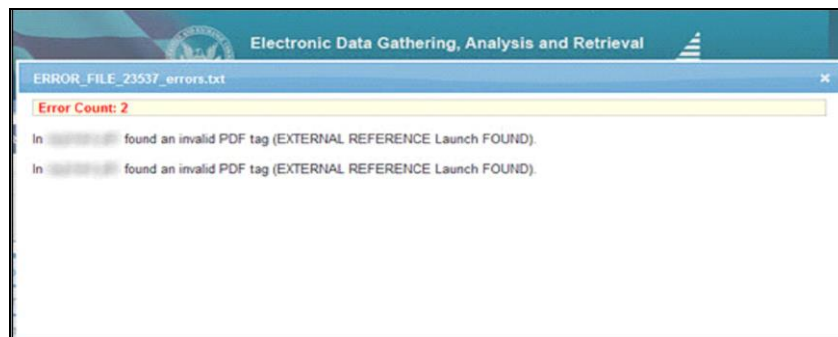 Electronic Data Gathering, Analysis and Retrieval
ERROR_FILE_23537_errors.txt
Error Count: 2
In found an invalid PDF tag (EXTERNAL REFERENCE Launch FOUND).
In found an invalid PDF tag (EXTERNAL REFERENCE Launch FOUND).